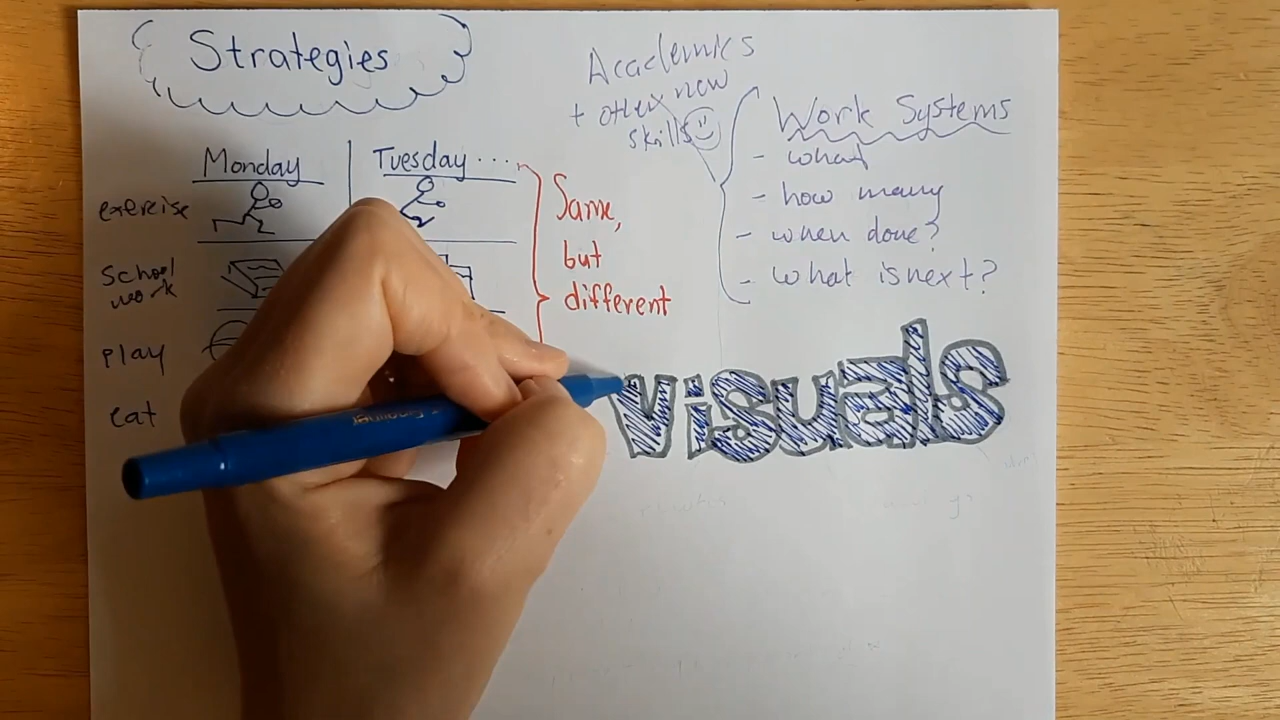 Strategies
Monday
Tuesday ....
exercise
School
work
play
eat
Same,
but
different
Academics
+ other new
skills
Work Systems
- what
- how many
- when done?
- what is next?
visuals